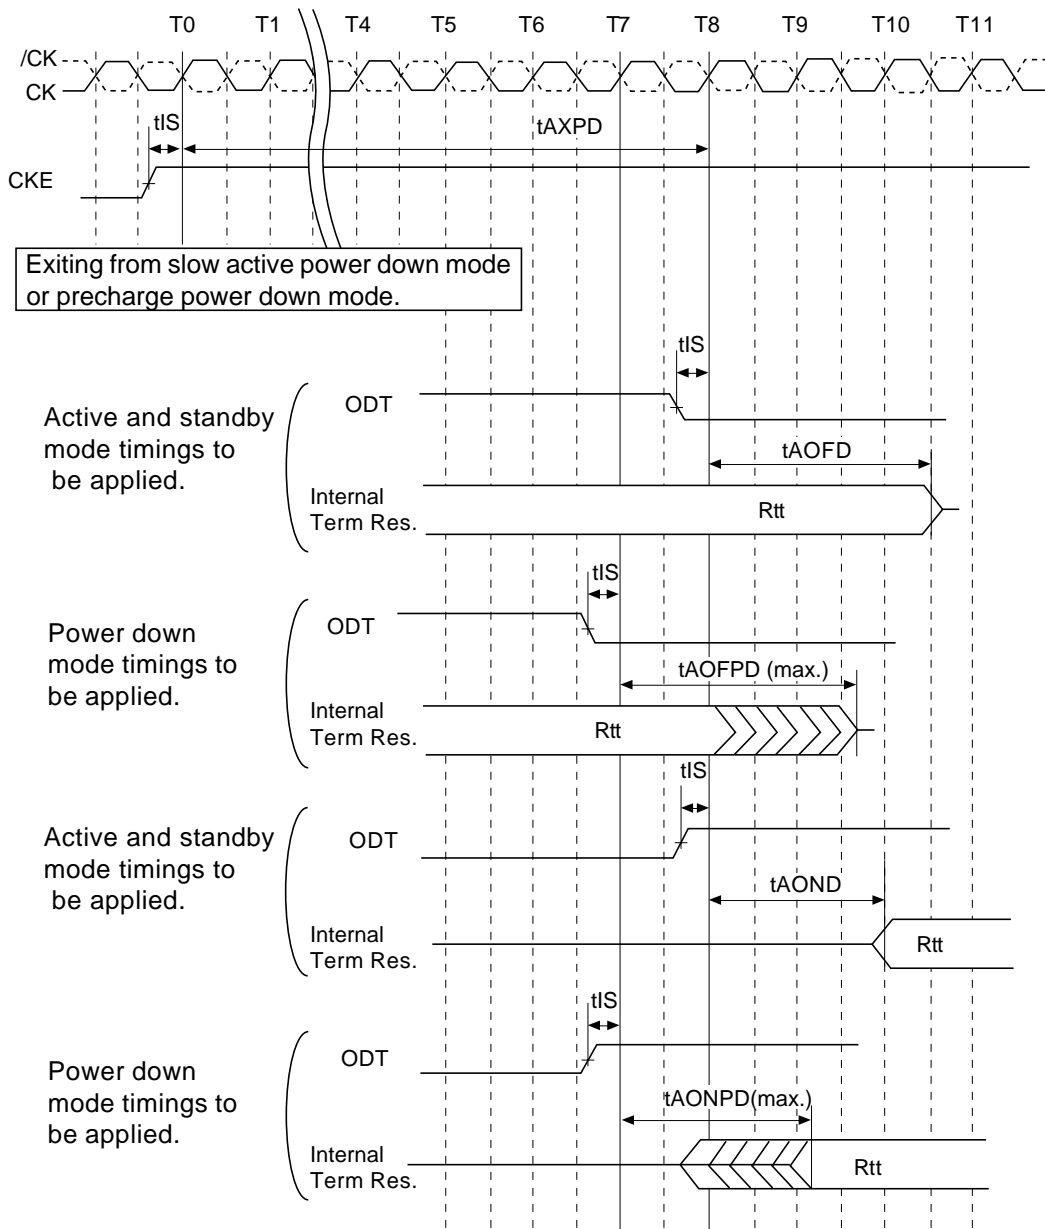 T0 T1 T4 T5 T6 T7 T8 T9 T10 T11
/CK
CK
tIS
tAXPD
CKE
Exiting from slow active power down mode
or precharge power down mode.
tIS
Active and standby
mode timings to
be applied.
ODT
tAOFD
Internal
Term Res.
Rtt
tIS
Power down
mode timings to
be applied.
ODT
tAOFPD (max.)
Internal
Term Res.
Rtt
tIS
Active and standby
mode timings to
be applied.
ODT
tAOND
Internal
Term Res.
Rtt
tIS
Power down
mode timings to
be applied.
ODT
tAONPD(max.)
Internal
Term Res.
Rtt